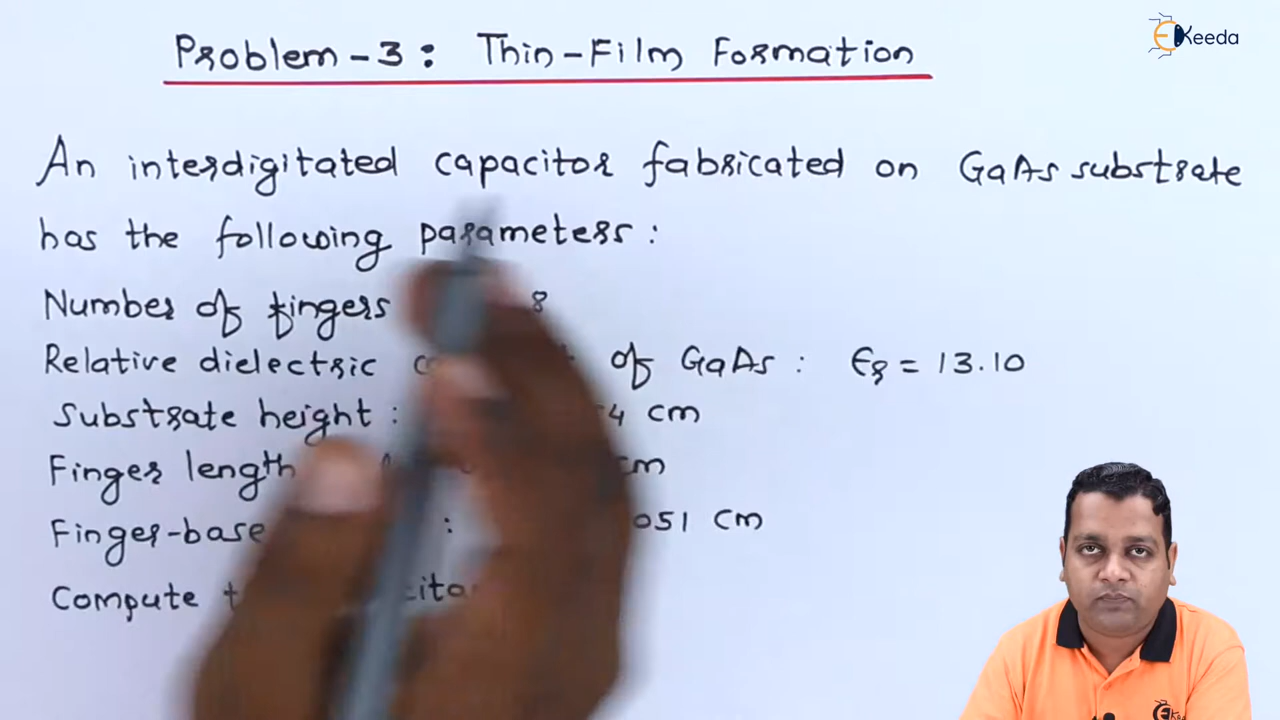 Problem-3: Thin-Film Formation
EKeeda
An interdigitated capacitor fabricated on GaAs substrate
has the following parameters:
Number of fingers 8
Relative dielectric of GaAs: εr = 13.10
Substrate height: 4 cm
Finger length cm
Finger-base : 051 cm
Compute